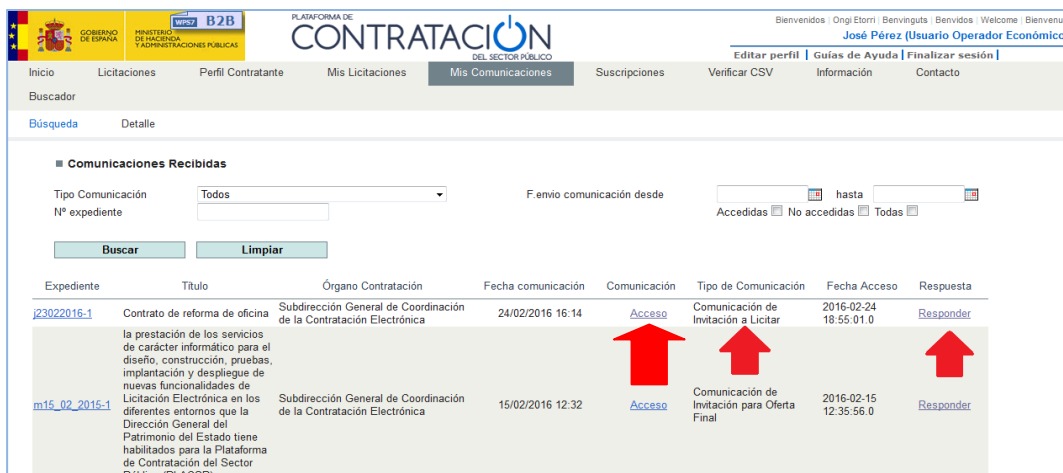 GOBIERNO
DE ESPAÑA
MINISTERIO
DE HACIENDA
Y ADMINISTRACIONES PÚBLICAS
WPS7 B2B
PLATAFORMA DE
CONTRATACIÓN
DEL SECTOR PÚBLICO
Bienvenidos | Ongi Etorri | Benvinguts | Benvidos | Welcome | Bienvenu
José Pérez (Usuario Operador Económico
Editar perfil | Guías de Ayuda | Finalizar sesión |
Inicio Licitaciones Perfil Contratante Mis Licitaciones Mis Comunicaciones Suscripciones Verificar CSV Información Contacto
Buscador
Búsqueda Detalle
Comunicaciones Recibidas
Tipo Comunicación Todos F.envio comunicación desde hasta
Nº expediente Accedidas No accedidas Todas
Buscar Limpiar
Expediente Título Órgano Contratación Fecha comunicación Comunicación Tipo de Comunicación Fecha Acceso Respuesta
j23022016-1 Contrato de reforma de oficina Subdirección General de Coordinación de la Contratación Electrónica 24/02/2016 16:14 Acceso Comunicación de Invitación a Licitar 2016-02-24 18:55:01.0 Responder
la prestación de los servicios
de carácter informático para el
diseño, construcción, pruebas,
implantación y despliegue de
nuevas funcionalidades de
m15_02_2015-1 Licitación Electrónica en los diferentes entornos que la Subdirección General de Coordinación de la Contratación Electrónica 15/02/2016 12:32 Acceso Comunicación de Invitación para Oferta Final 2016-02-15 12:35:56.0 Responder
Dirección General del
Patrimonio del Estado tiene
habilitados para la Plataforma
de Contratación del Sector
Público (PLACSP)